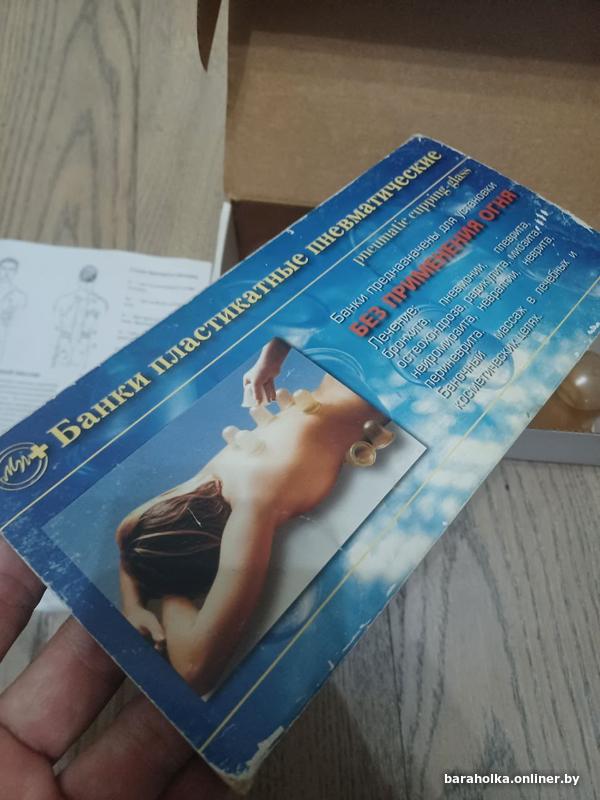 Банки пластикатные пневматические
pneumatic cupping-glass
Банки предназначены для установки
БЕЗ ПРИМЕНЕНИЯ ОГНЯ
Лечение: пневмонии, плеврита,
бронхита,
остеохондроза, радикулита, миозита,
нейромиозита, невралгии, неврита,
периневрита.
Баночный массаж в лечебных и
косметических целях.
baraholka.onliner.by